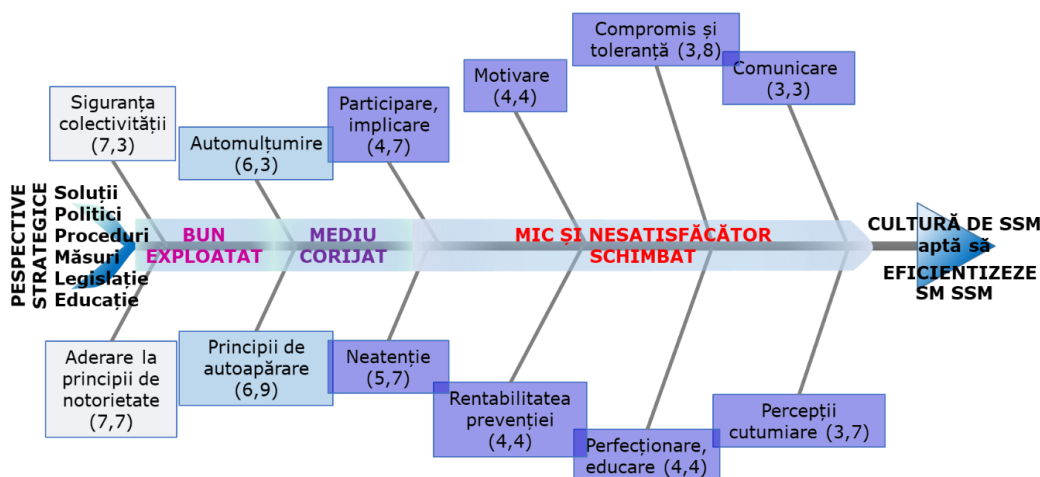 Compromis și
toleranță (3,8)
Motivare
(4,4)
Comunicare
(3,3)
Siguranța
colectivității
(7,3)
Participare,
implicare
(4,7)
Automulțumire
(6,3)
PESPECTIVE
STRATEGICE
Soluții
Politici
Proceduri
Măsuri
Legislație
Educație
BUN
EXPLOATAT
MEDIU
CORIJAT
MIC ȘI NESATISFĂCĂTOR
SCHIMBAT
CULTURĂ DE SSM
aptă să
EFICIENTIZEZE
SM SSM
Aderare la
principii de
notorietate
(7,7)
Principii de
autoapărare
(6,9)
Neatenție
(5,7)
Rentabilitatea
prevenției
(4,4)
Perfecționare,
educare (4,4)
Percepții
cutumiare (3,7)